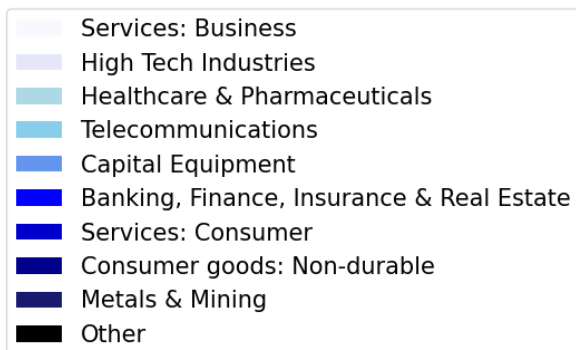 Services: Business
High Tech Industries
Healthcare & Pharmaceuticals
Telecommunications
Capital Equipment
Banking, Finance, Insurance & Real Estate
Services: Consumer
Consumer goods: Non-durable
Metals & Mining
Other